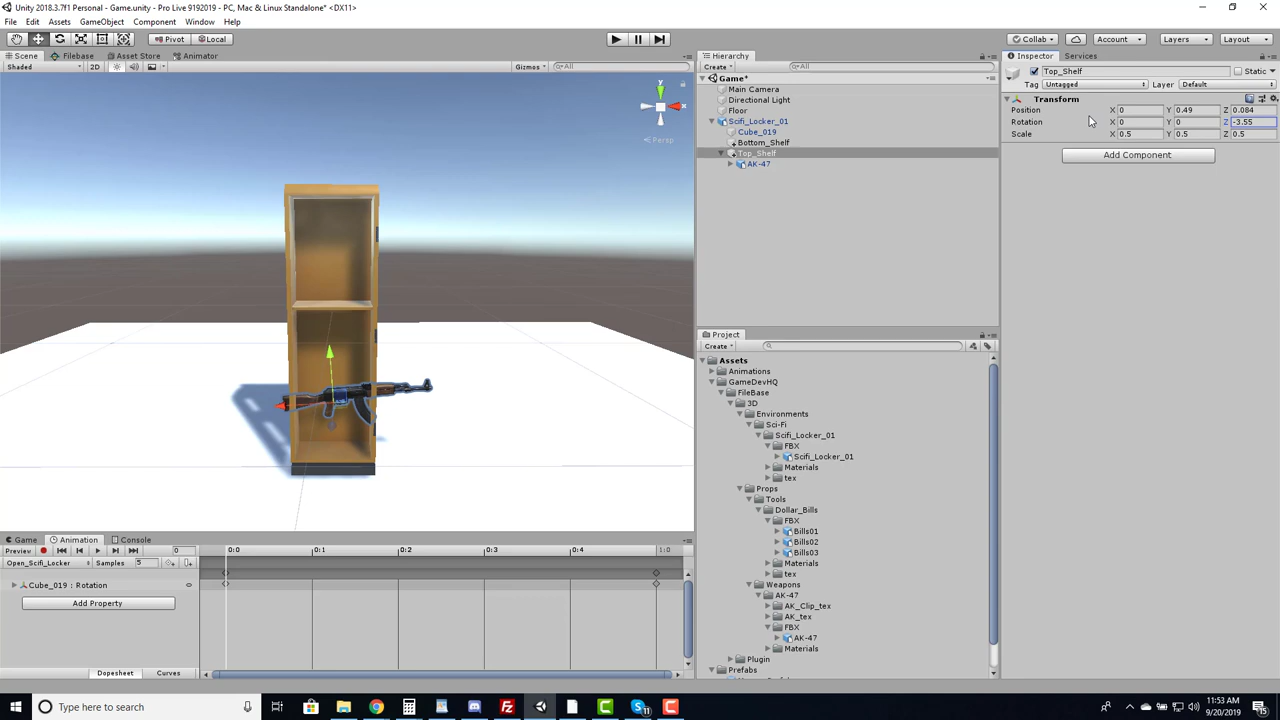 Unity 2018.3.7f1 Personal - Pro Live 9192019 - PC, Mac & Linux Standalone* <DX11>
File Edit Assets GameObject Component Window Help
Pivot Local Collab Account Layers Layout
Scene Filebase Asset Store Animator
Shaded 2D Gizmos All
y
x
Persp
Hierarchy
Create All
Game*
Main Camera
Directional Light
Floor
Scifi_Locker_01
Cube_019
Bottom_Shelf
Top_Shelf
AK-47
Inspector Services
Top_Shelf Static
Tag Untagged Layer Default
Transform
Position X 0 Y 0.49 Z 0.084
Rotation X 0 Y 0 Z -3.55
Scale X 0.5 Y 0.5 Z 0.5
Add Component
Project
Create
Assets
Animations
GameDevHQ
FileBase
3D
Environments
Sci-Fi
Scifi_Locker_01
FBX
Scifi_Locker_01
Materials
tex
Props
Tools
Dollar_Bills
FBX
Bills01
Bills02
Bills03
Materials
tex
Weapons
AK-47
AK_Clip_tex
AK_tex
FBX
AK-47
Materials
Plugin
Prefabs
Game Animation Console
Preview 0 0:0 0:1 0:2 0:3 0:4 1:0
Open_Scifi_Locker Samples 5
Cube_019 : Rotation
Add Property
Dopesheet Curves
Type here to search
11:53 AM
9/20/2019